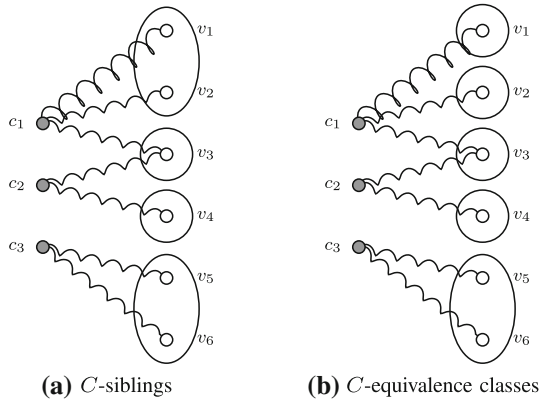 v₁ v₁
v₂ v₂
c₁ c₁
v₃ v₃
c₂ c₂
v₄ v₄
c₃ c₃
v₅ v₅
v₆ v₆
(a) C-siblings (b) C-equivalence classes